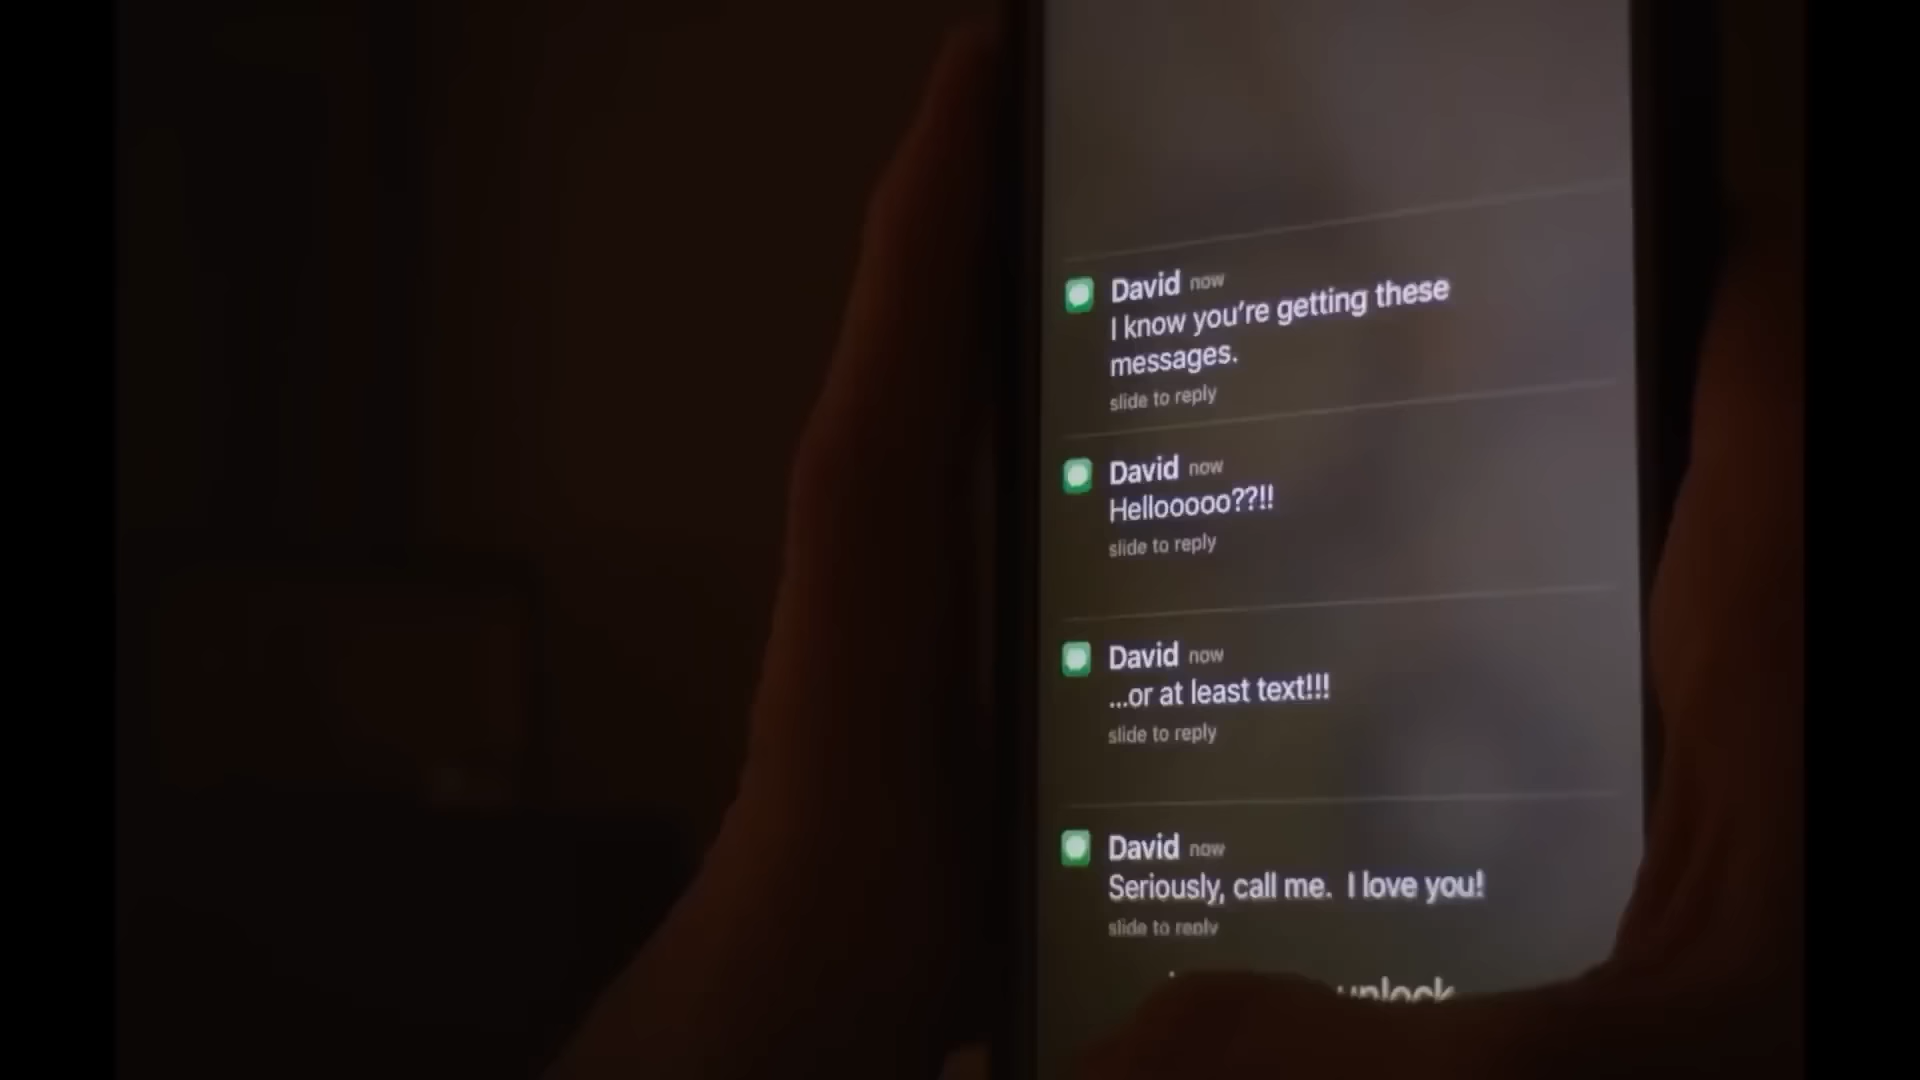 David now
I know you're getting these
messages.
slide to reply
David now
Hellooooo??!!
slide to reply
David now
...or at least text!!!
slide to reply
David now
Seriously, call me. I love you!
slide to reply
unlock